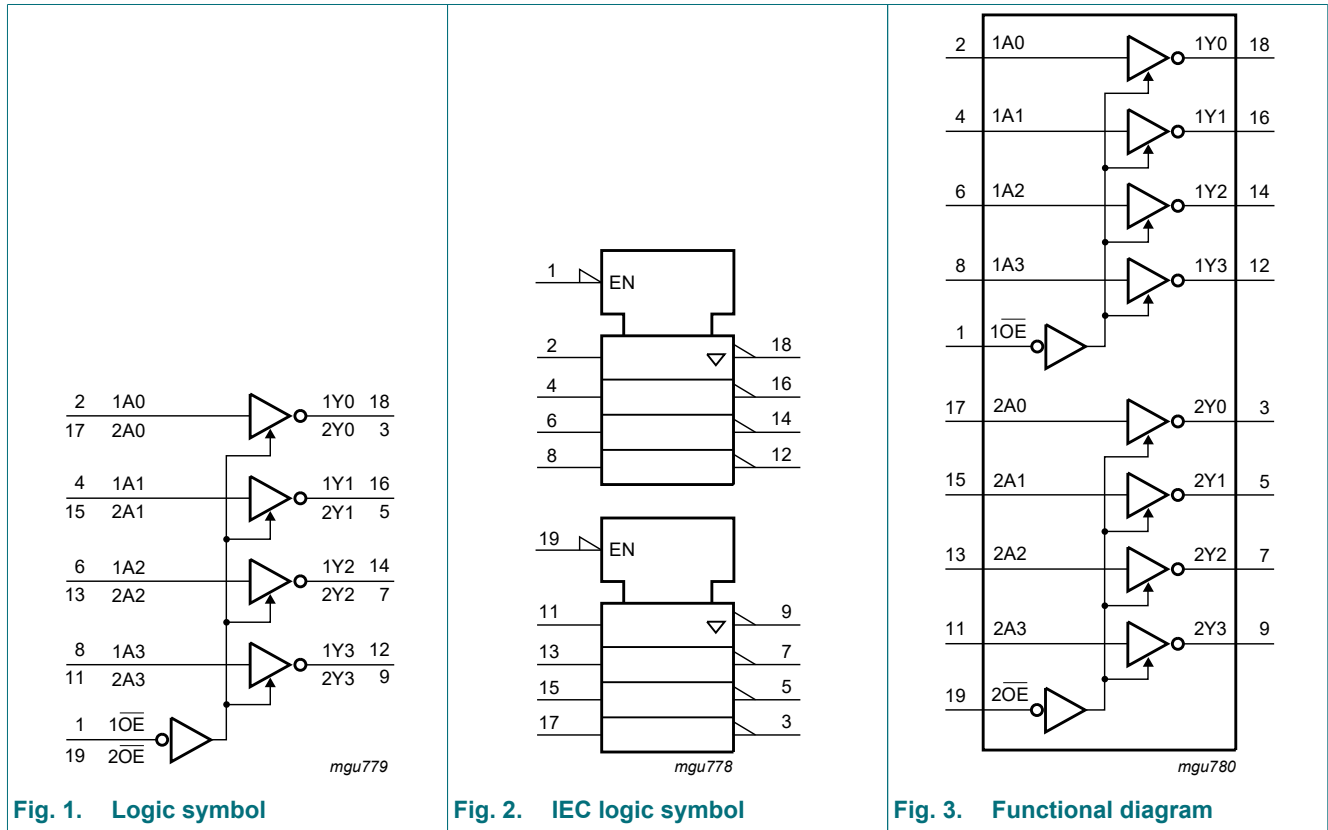 2 1A0 1Y0 18
17 2A0 2Y0 3
4 1A1 1Y1 16
15 2A1 2Y1 5
6 1A2 1Y2 14
13 2A2 2Y2 7
8 1A3 1Y3 12
11 2A3 2Y3 9
1 1O̅E̅
19 2O̅E̅
mgu779
Fig. 1. Logic symbol
1 EN
2 18
4 16
6 14
8 12
19 EN
11 9
13 7
15 5
17 3
mgu778
Fig. 2. IEC logic symbol
2 1A0 1Y0 18
4 1A1 1Y1 16
6 1A2 1Y2 14
8 1A3 1Y3 12
1 1O̅E̅
17 2A0 2Y0 3
15 2A1 2Y1 5
13 2A2 2Y2 7
11 2A3 2Y3 9
19 2O̅E̅
mgu780
Fig. 3. Functional diagram